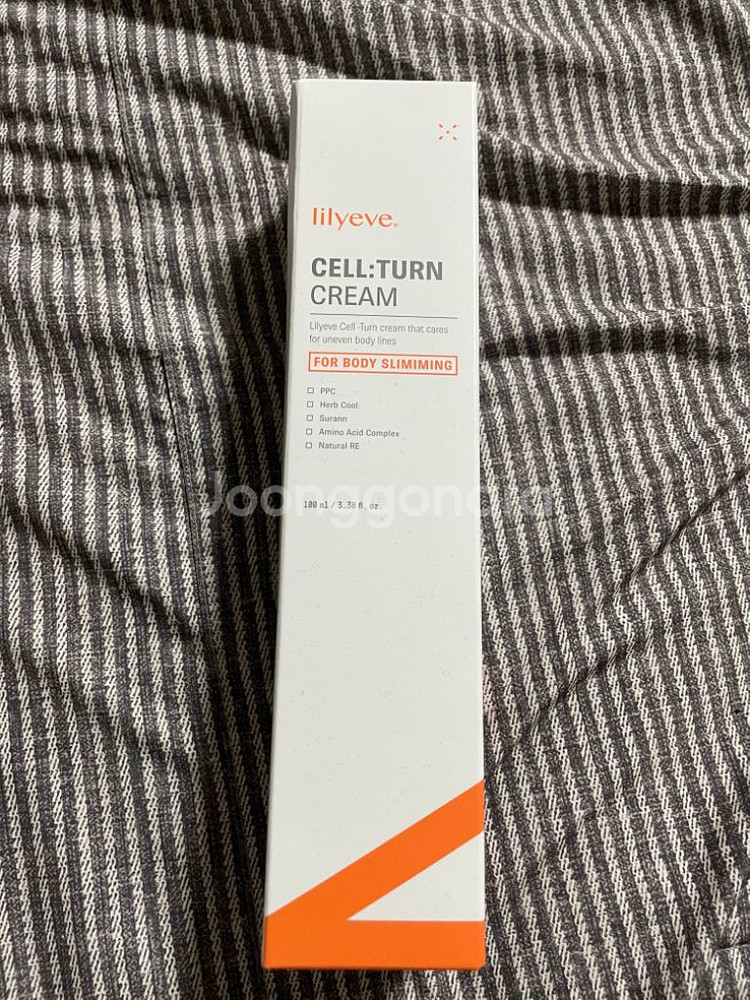 lilyeve®
CELL:TURN
CREAM
Lilyeve Cell-Turn cream that cares
for uneven body lines
FOR BODY SLIMIMING
PPC
Herb Coal
Surann
Amino Acid Complex
Natural RE
Joonggonara
100 ml / 3.38 fl. oz.